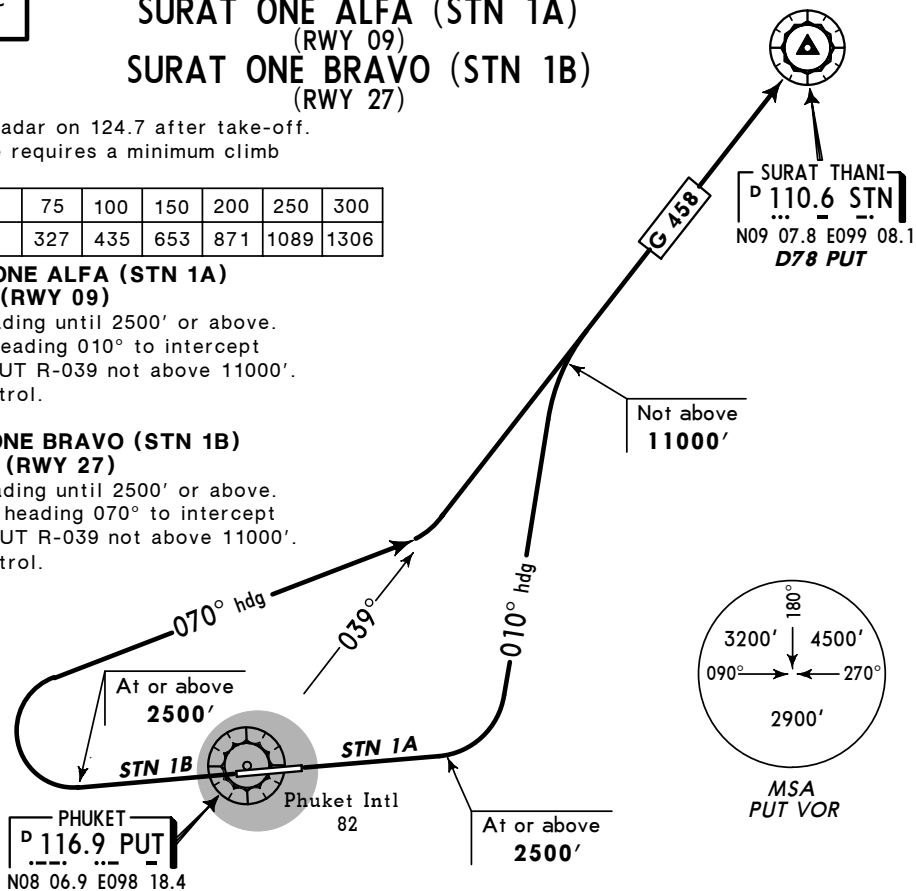 SURAT ONE ALFA (STN 1A)
(RWY 09)
SURAT ONE BRAVO (STN 1B)
(RWY 27)
adar on 124.7 after take-off.
requires a minimum climb
75 100 150 200 250 300
327 435 653 871 1089 1306
ONE ALFA (STN 1A)
(RWY 09)
ding until 2500' or above.
eading 010° to intercept
UT R-039 not above 11000'.
trol.
ONE BRAVO (STN 1B)
(RWY 27)
ding until 2500' or above.
heading 070° to intercept
UT R-039 not above 11000'.
trol.
SURAT THANI
D 110.6 STN
N09 07.8 E099 08.1
D78 PUT
G 458
Not above
11000'
070° hdg
039°
010° hdg
At or above
2500'
STN 1B
STN 1A
Phuket Intl
82
PHUKET
D 116.9 PUT
N08 06.9 E098 18.4
At or above
2500'
180°
3200' 4500'
090° 270°
2900'
MSA
PUT VOR